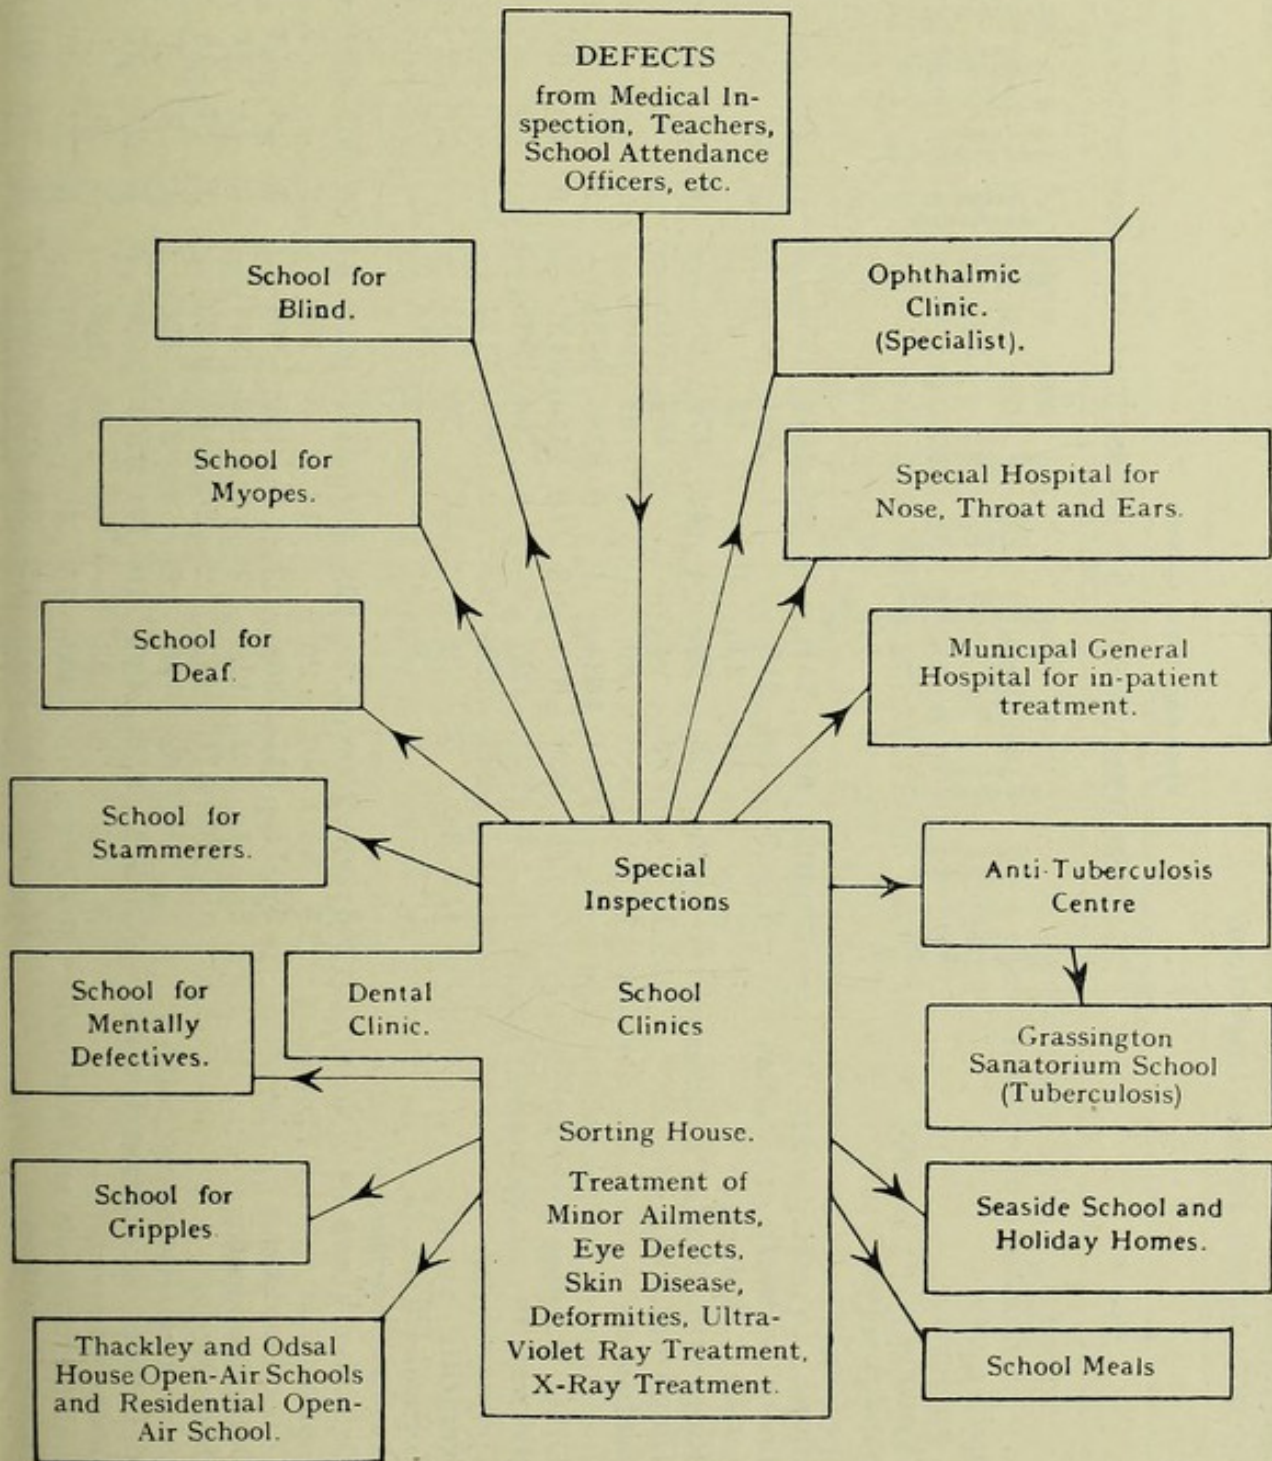 DEFECTS
from Medical In-
spection, Teachers,
School Attendance
Officers, etc.
School for
Blind.
Ophthalmic
Clinic.
(Specialist).
School for
Myopes.
Special Hospital for
Nose, Throat and Ears.
School for
Deaf.
Municipal General
Hospital for in-patient
treatment.
School for
Stammerers.
Special
Inspections
Anti-Tuberculosis
Centre
School for
Mentally
Defectives.
Dental
Clinic.
School
Clinics
Grassington
Sanatorium School
(Tuberculosis)
Sorting House.
Treatment of
Minor Ailments,
Eye Defects,
Skin Disease,
Deformities, Ultra-
Violet Ray Treatment,
X-Ray Treatment.
School for
Cripples.
Seaside School and
Holiday Homes.
Thackley and Odsal
House Open-Air Schools
and Residential Open-
Air School.
School Meals